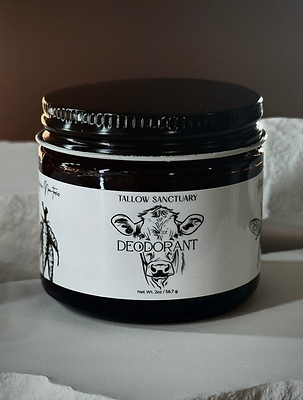 TALLOW SANCTUARY
DEODORANT
Net Wt. 2oz / 56.7 g